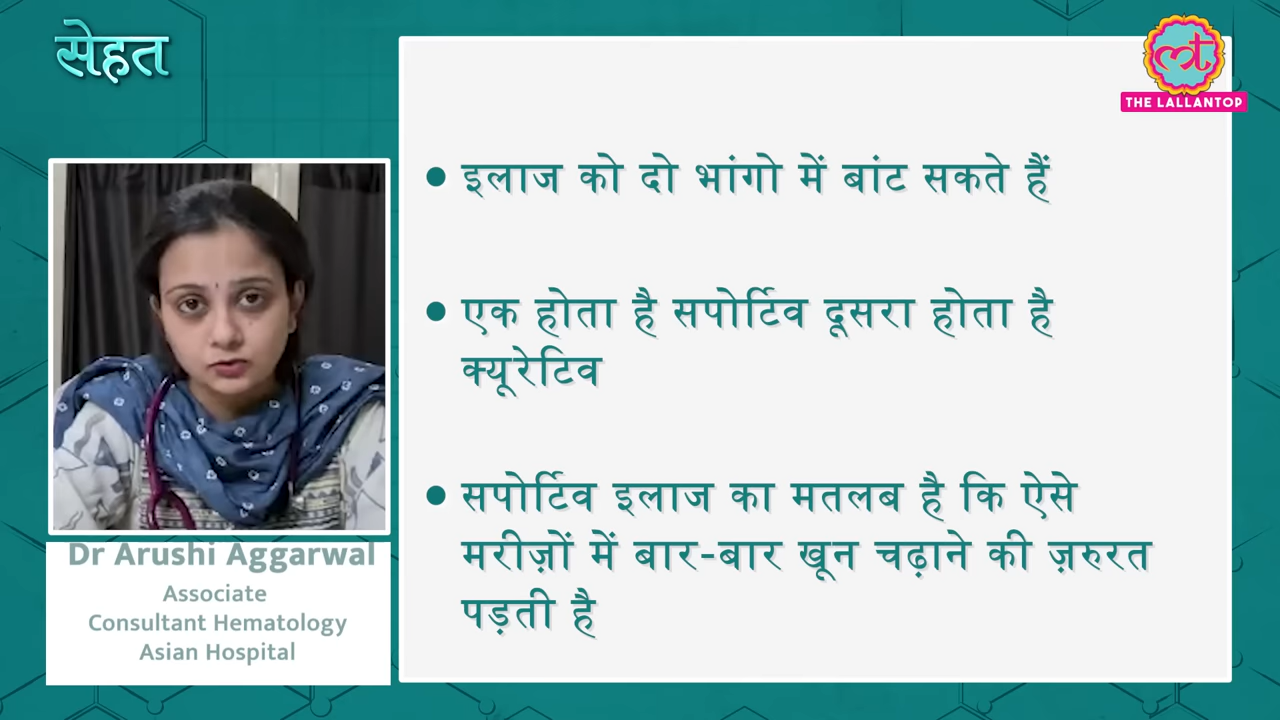 सेहत
THE LALLANTOP
• इलाज को दो भांगो में बांट सकते हैं
• एक होता है सपोर्टिव दूसरा होता है
क्यूरेटिव
• सपोर्टिव इलाज का मतलब है कि ऐसे
मरीज़ों में बार-बार खून चढ़ाने की ज़रुरत
पड़ती है
Dr Arushi Aggarwal
Associate
Consultant Hematology
Asian Hospital